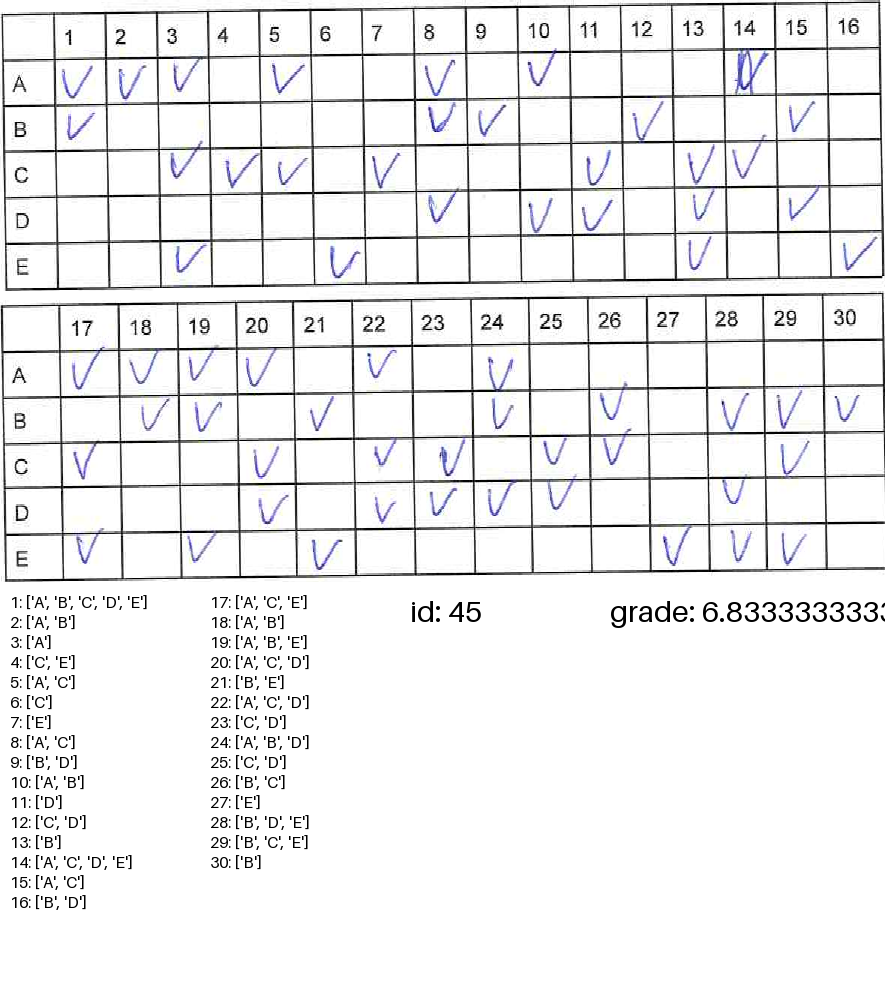 1 2 3 4 5 6 7 8 9 10 11 12 13 14 15 16
A V V V V V V
B V V V V V
C V V V V V V V
D V V V V V
E V V V V
17 18 19 20 21 22 23 24 25 26 27 28 29 30
A V V V V V V
B V V V V V V V V
C V V V V V V V
D V V V V V V
E V V V V V V
1: ['A', 'B', 'C', 'D', 'E']
2: ['A', 'B']
3: ['A']
4: ['C', 'E']
5: ['A', 'C']
6: ['C']
7: ['E']
8: ['A', 'C']
9: ['B', 'D']
10: ['A', 'B']
11: ['D']
12: ['C', 'D']
13: ['B']
14: ['A', 'C', 'D', 'E']
15: ['A', 'C']
16: ['B', 'D']
17: ['A', 'C', 'E']
18: ['A', 'B']
19: ['A', 'B', 'E']
20: ['A', 'C', 'D']
21: ['B', 'E']
22: ['A', 'C', 'D']
23: ['C', 'D']
24: ['A', 'B', 'D']
25: ['C', 'D']
26: ['B', 'C']
27: ['E']
28: ['B', 'D', 'E']
29: ['B', 'C', 'E']
30: ['B']
id: 45
grade: 6.8333333333